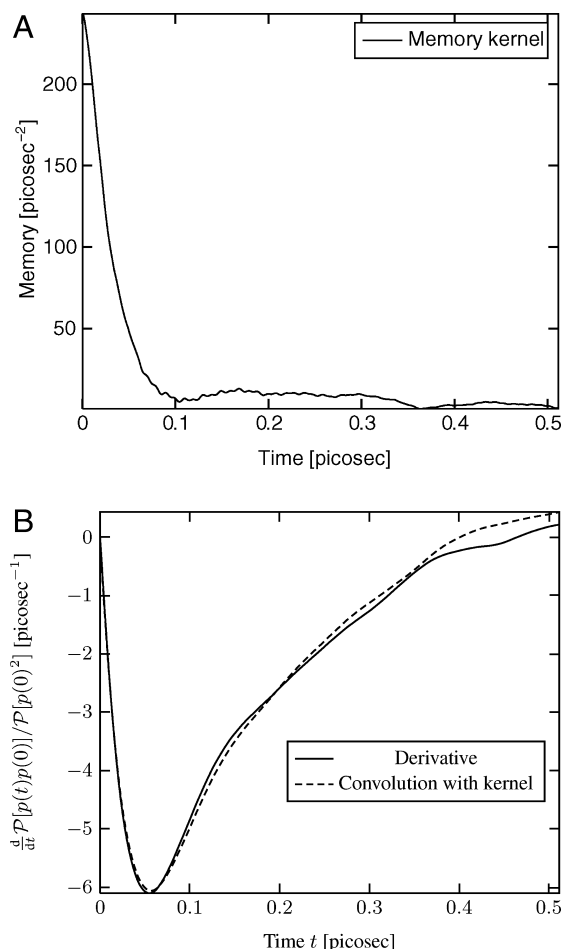 A
Memory kernel
Memory [picosec⁻²]
200
150
100
50
0 0.1 0.2 0.3 0.4 0.5
Time [picosec]
B
d/dt 𝒫[p(t)p(0)]/𝒫[p(0)²] [picosec⁻¹]
0
−1
−2
−3
−4
−5
−6
Derivative
Convolution with kernel
0 0.1 0.2 0.3 0.4 0.5
Time t [picosec]